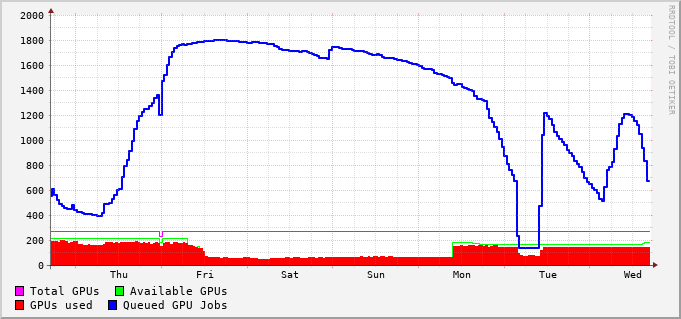 2000
1800
1600
1400
1200
1000
800
600
400
200
0
Thu Fri Sat Sun Mon Tue Wed
Total GPUs Available GPUs
GPUs used Queued GPU Jobs
RRDTOOL / TOBI OETIKER